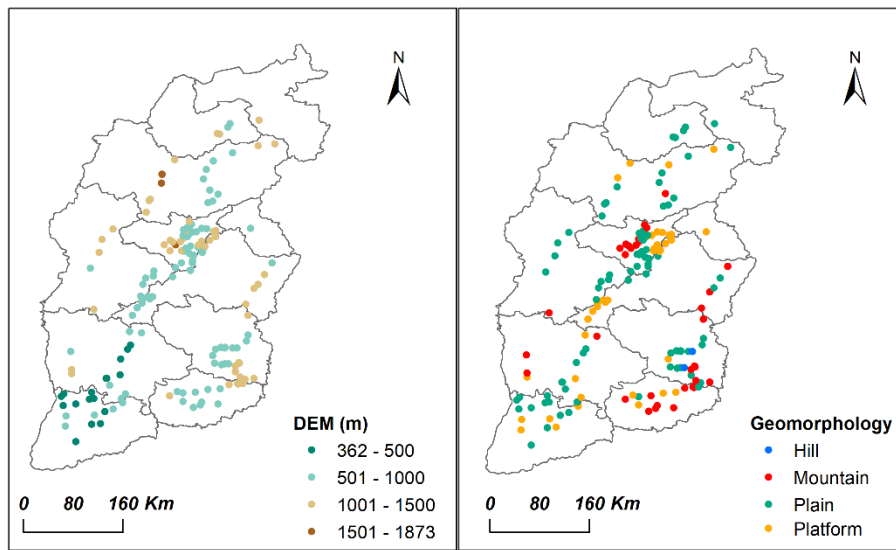 N
DEM (m)
362 - 500
501 - 1000
1001 - 1500
1501 - 1873
0 80 160 Km
N
Geomorphology
Hill
Mountain
Plain
Platform
0 80 160 Km